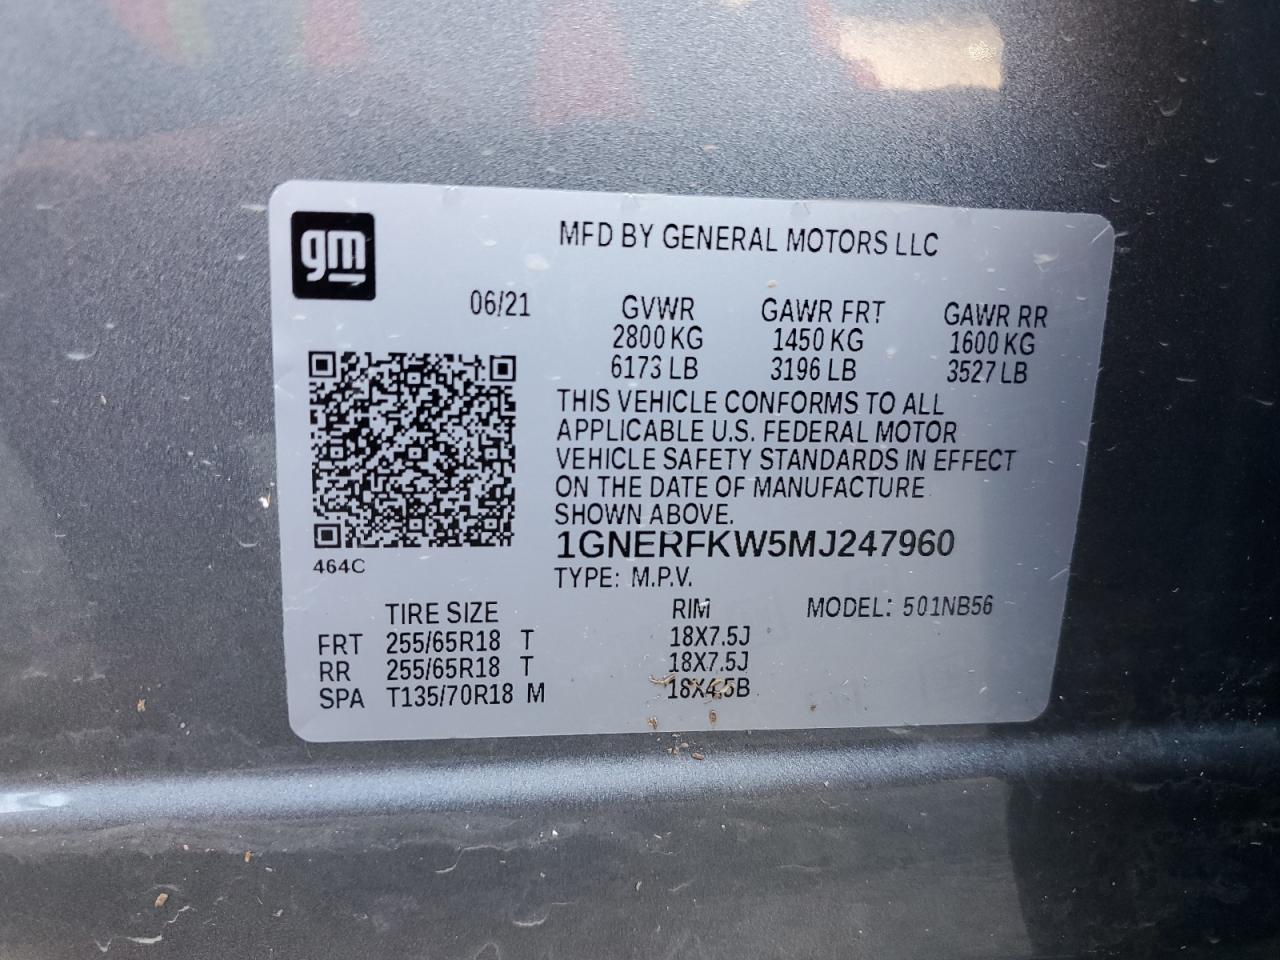 gm
MFD BY GENERAL MOTORS LLC
06/21
GVWR GAWR FRT GAWR RR
2800 KG 1450 KG 1600 KG
6173 LB 3196 LB 3527 LB
THIS VEHICLE CONFORMS TO ALL
APPLICABLE U.S. FEDERAL MOTOR
VEHICLE SAFETY STANDARDS IN EFFECT
ON THE DATE OF MANUFACTURE
SHOWN ABOVE.
1GNERFKW5MJ247960
464C
TYPE: M.P.V.
TIRE SIZE RIM MODEL: 501NB56
FRT 255/65R18 T 18X7.5J
RR 255/65R18 T 18X7.5J
SPA T135/70R18 M 18X4.5B